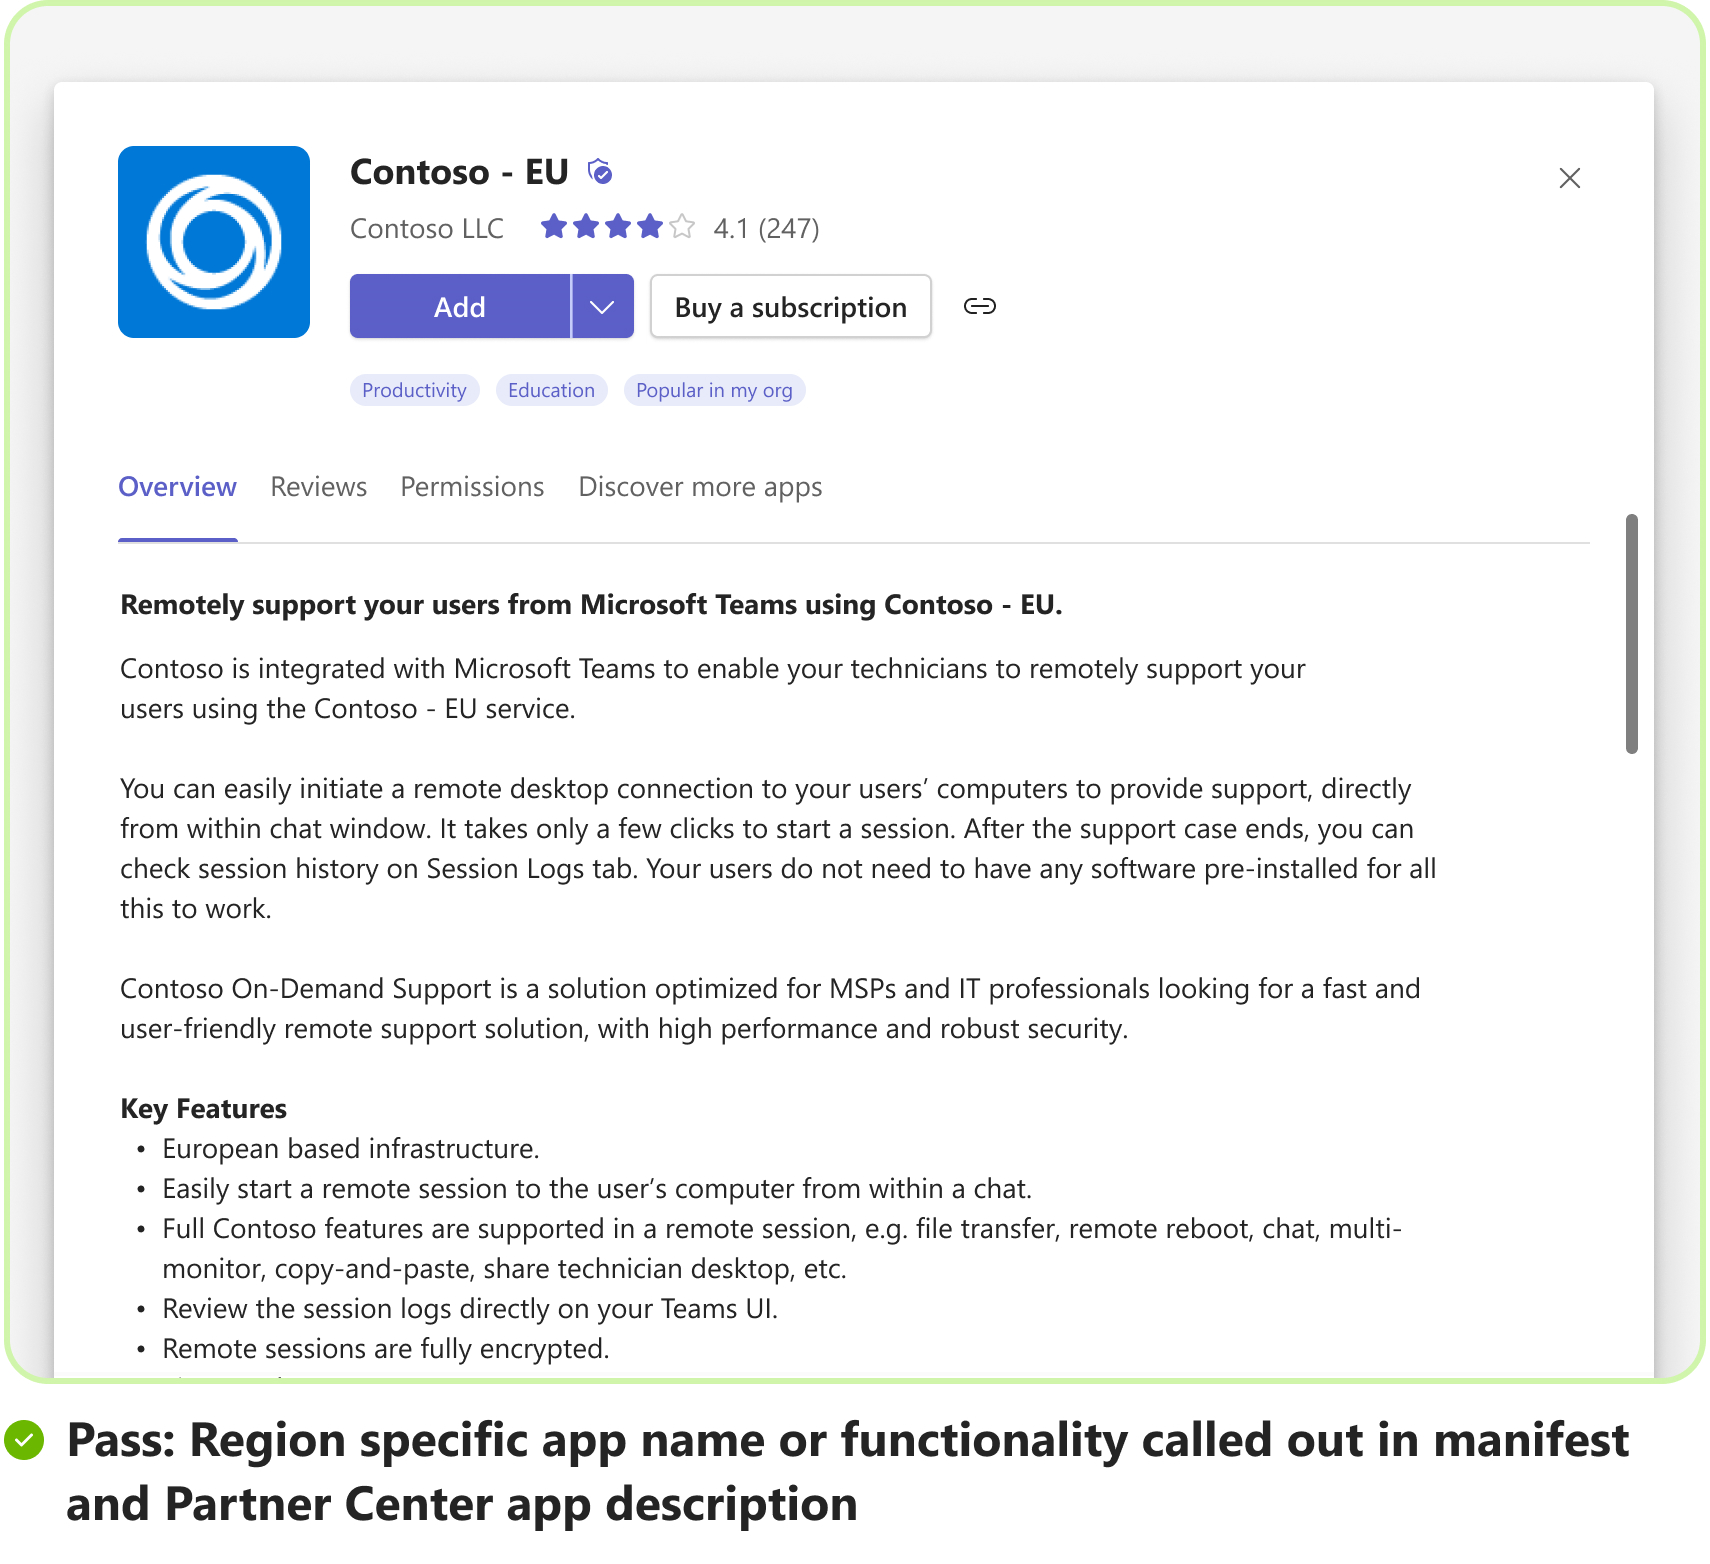 Contoso - EU
Contoso LLC 4.1 (247)
Add Buy a subscription
Productivity Education Popular in my org
Overview Reviews Permissions Discover more apps
Remotely support your users from Microsoft Teams using Contoso - EU.
Contoso is integrated with Microsoft Teams to enable your technicians to remotely support your
users using the Contoso - EU service.
You can easily initiate a remote desktop connection to your users’ computers to provide support, directly
from within chat window. It takes only a few clicks to start a session. After the support case ends, you can
check session history on Session Logs tab. Your users do not need to have any software pre-installed for all
this to work.
Contoso On-Demand Support is a solution optimized for MSPs and IT professionals looking for a fast and
user-friendly remote support solution, with high performance and robust security.
Key Features
• European based infrastructure.
• Easily start a remote session to the user’s computer from within a chat.
• Full Contoso features are supported in a remote session, e.g. file transfer, remote reboot, chat, multi-
monitor, copy-and-paste, share technician desktop, etc.
• Review the session logs directly on your Teams UI.
• Remote sessions are fully encrypted.
Pass: Region specific app name or functionality called out in manifest
and Partner Center app description